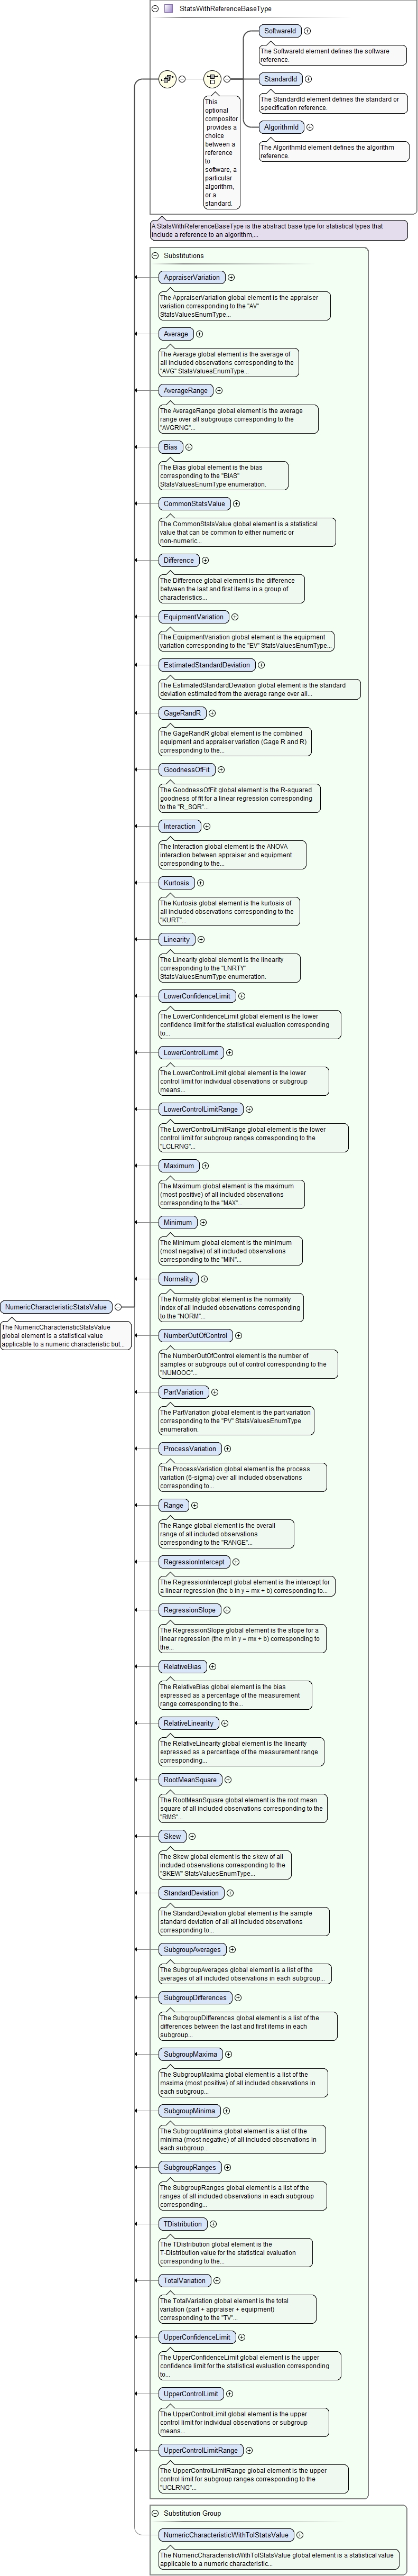 StatsWithReferenceBaseType
SoftwareId
The SoftwareId element defines the software
reference.
StandardId
The StandardId element defines the standard or
specification reference.
AlgorithmId
The AlgorithmId element defines the algorithm
reference.
This
optional
compositor
provides a
choice
between a
reference
to
software, a
particular
algorithm,
or a
standard.
A StatsWithReferenceBaseType is the abstract base type for statistical types that
include a reference to an algorithm,...
Substitutions
AppraiserVariation
The AppraiserVariation global element is the appraiser
variation corresponding to the "AV"
StatsValuesEnumType...
Average
The Average global element is the average of
all included observations corresponding to the
"AVG" StatsValuesEnumType...
AverageRange
The AverageRange global element is the average
range over all subgroups corresponding to the
"AVGRNG"...
Bias
The Bias global element is the bias
corresponding to the "BIAS"
StatsValuesEnumType enumeration.
CommonStatsValue
The CommonStatsValue global element is a statistical
value that can be common to either numeric or
non-numeric...
Difference
The Difference global element is the difference
between the last and first items in a group of
characteristics...
EquipmentVariation
The EquipmentVariation global element is the equipment
variation corresponding to the "EV" StatsValuesEnumType...
EstimatedStandardDeviation
The EstimatedStandardDeviation global element is the standard
deviation estimated from the average range over all...
GageRandR
The GageRandR global element is the combined
equipment and appraiser variation (Gage R and R)
corresponding to the...
GoodnessOfFit
The GoodnessOfFit global element is the R-squared
goodness of fit for a linear regression corresponding
to the "R_SQR"...
Interaction
The Interaction global element is the ANOVA
interaction between appraiser and equipment
corresponding to the...
Kurtosis
The Kurtosis global element is the kurtosis of
all included observations corresponding to the
"KURT"...
Linearity
The Linearity global element is the linearity
corresponding to the "LNRTY"
StatsValuesEnumType enumeration.
LowerConfidenceLimit
The LowerConfidenceLimit global element is the lower
confidence limit for the statistical evaluation corresponding
to...
LowerControlLimit
The LowerControlLimit global element is the lower
control limit for individual observations or subgroup
means...
LowerControlLimitRange
The LowerControlLimitRange global element is the lower
control limit for subgroup ranges corresponding to the
"LCLRNG"...
Maximum
The Maximum global element is the maximum
(most positive) of all included observations
corresponding to the "MAX"...
Minimum
The Minimum global element is the minimum
(most negative) of all included observations
corresponding to the "MIN"...
Normality
The Normality global element is the normality
index of all included observations corresponding
to the "NORM"...
NumericCharacteristicStatsValue
The NumericCharacteristicStatsValue
global element is a statistical value
applicable to a numeric characteristic but...
NumberOutOfControl
The NumberOutOfControl element is the number of
samples or subgroups out of control corresponding to the
"NUMOOC"...
PartVariation
The PartVariation global element is the part variation
corresponding to the "PV" StatsValuesEnumType
enumeration.
ProcessVariation
The ProcessVariation global element is the process
variation (6-sigma) over all included observations
corresponding to...
Range
The Range global element is the overall
range of all included observations
corresponding to the "RANGE"...
RegressionIntercept
The RegressionIntercept global element is the intercept for
a linear regression (the b in y = mx + b) corresponding to...
RegressionSlope
The RegressionSlope global element is the slope for a
linear regression (the m in y = mx + b) corresponding to
the...
RelativeBias
The RelativeBias global element is the bias
expressed as a percentage of the measurement
range corresponding to the...
RelativeLinearity
The RelativeLinearity global element is the linearity
expressed as a percentage of the measurement range
corresponding...
RootMeanSquare
The RootMeanSquare global element is the root mean
square of all included observations corresponding to the
"RMS"...
Skew
The Skew global element is the skew of all
included observations corresponding to the
"SKEW" StatsValuesEnumType...
StandardDeviation
The StandardDeviation global element is the sample
standard deviation of all all included observations
corresponding to...
SubgroupAverages
The SubgroupAverages global element is a list of the
averages of all included observations in each subgroup...
SubgroupDifferences
The SubgroupDifferences global element is a list of the
differences between the last and first items in each
subgroup...
SubgroupMaxima
The SubgroupMaxima global element is a list of the
maxima (most positive) of all included observations in
each subgroup...
SubgroupMinima
The SubgroupMinima global element is a list of the
minima (most negative) of all included observations in
each subgroup...
SubgroupRanges
The SubgroupRanges global element is a list of the
ranges of all included observations in each subgroup
corresponding...
TDistribution
The TDistribution global element is the
T-Distribution value for the statistical evaluation
corresponding to the...
TotalVariation
The TotalVariation global element is the total
variation (part + appraiser + equipment)
corresponding to the "TV"...
UpperConfidenceLimit
The UpperConfidenceLimit global element is the upper
confidence limit for the statistical evaluation corresponding
to...
UpperControlLimit
The UpperControlLimit global element is the upper
control limit for individual observations or subgroup
means...
UpperControlLimitRange
The UpperControlLimitRange global element is the upper
control limit for subgroup ranges corresponding to the
"UCLRNG"...
Substitution Group
NumericCharacteristicWithTolStatsValue
The NumericCharacteristicWithTolStatsValue global element is a statistical value
applicable to a numeric characteristic...